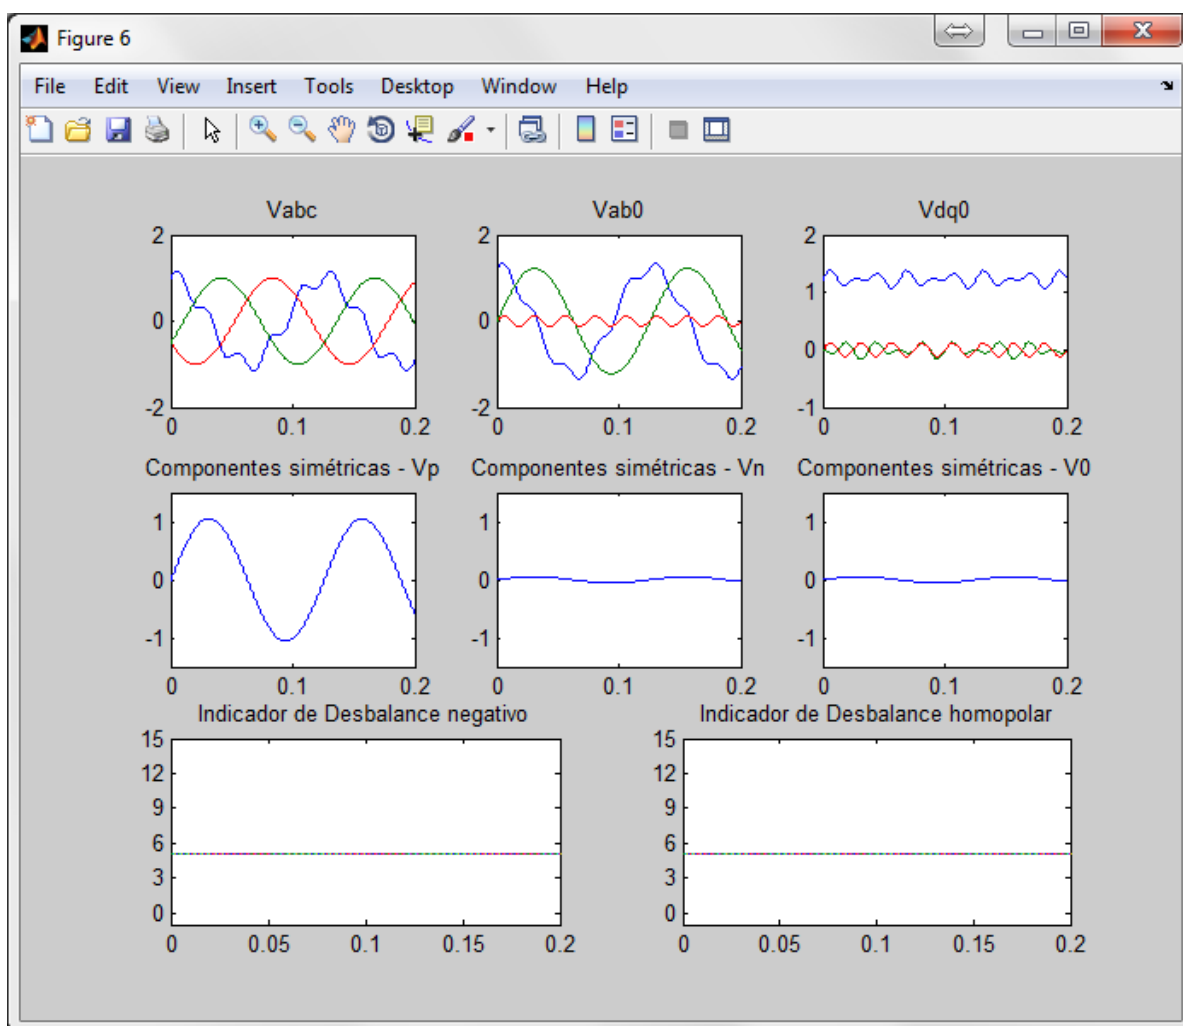 Figure 6
File Edit View Insert Tools Desktop Window Help
Vabc Vab0 Vdq0
2 2 2
1
0 0
0
-2 -2 -1
0 0.1 0.2 0 0.1 0.2 0 0.1 0.2
Componentes simétricas - Vp Componentes simétricas - Vn Componentes simétricas - V0
1 1 1
0 0 0
-1 -1 -1
0 0.1 0.2 0 0.1 0.2 0 0.1 0.2
Indicador de Desbalance negativo Indicador de Desbalance homopolar
15 15
12 12
9 9
6 6
3 3
0 0
0 0.05 0.1 0.15 0.2 0 0.05 0.1 0.15 0.2